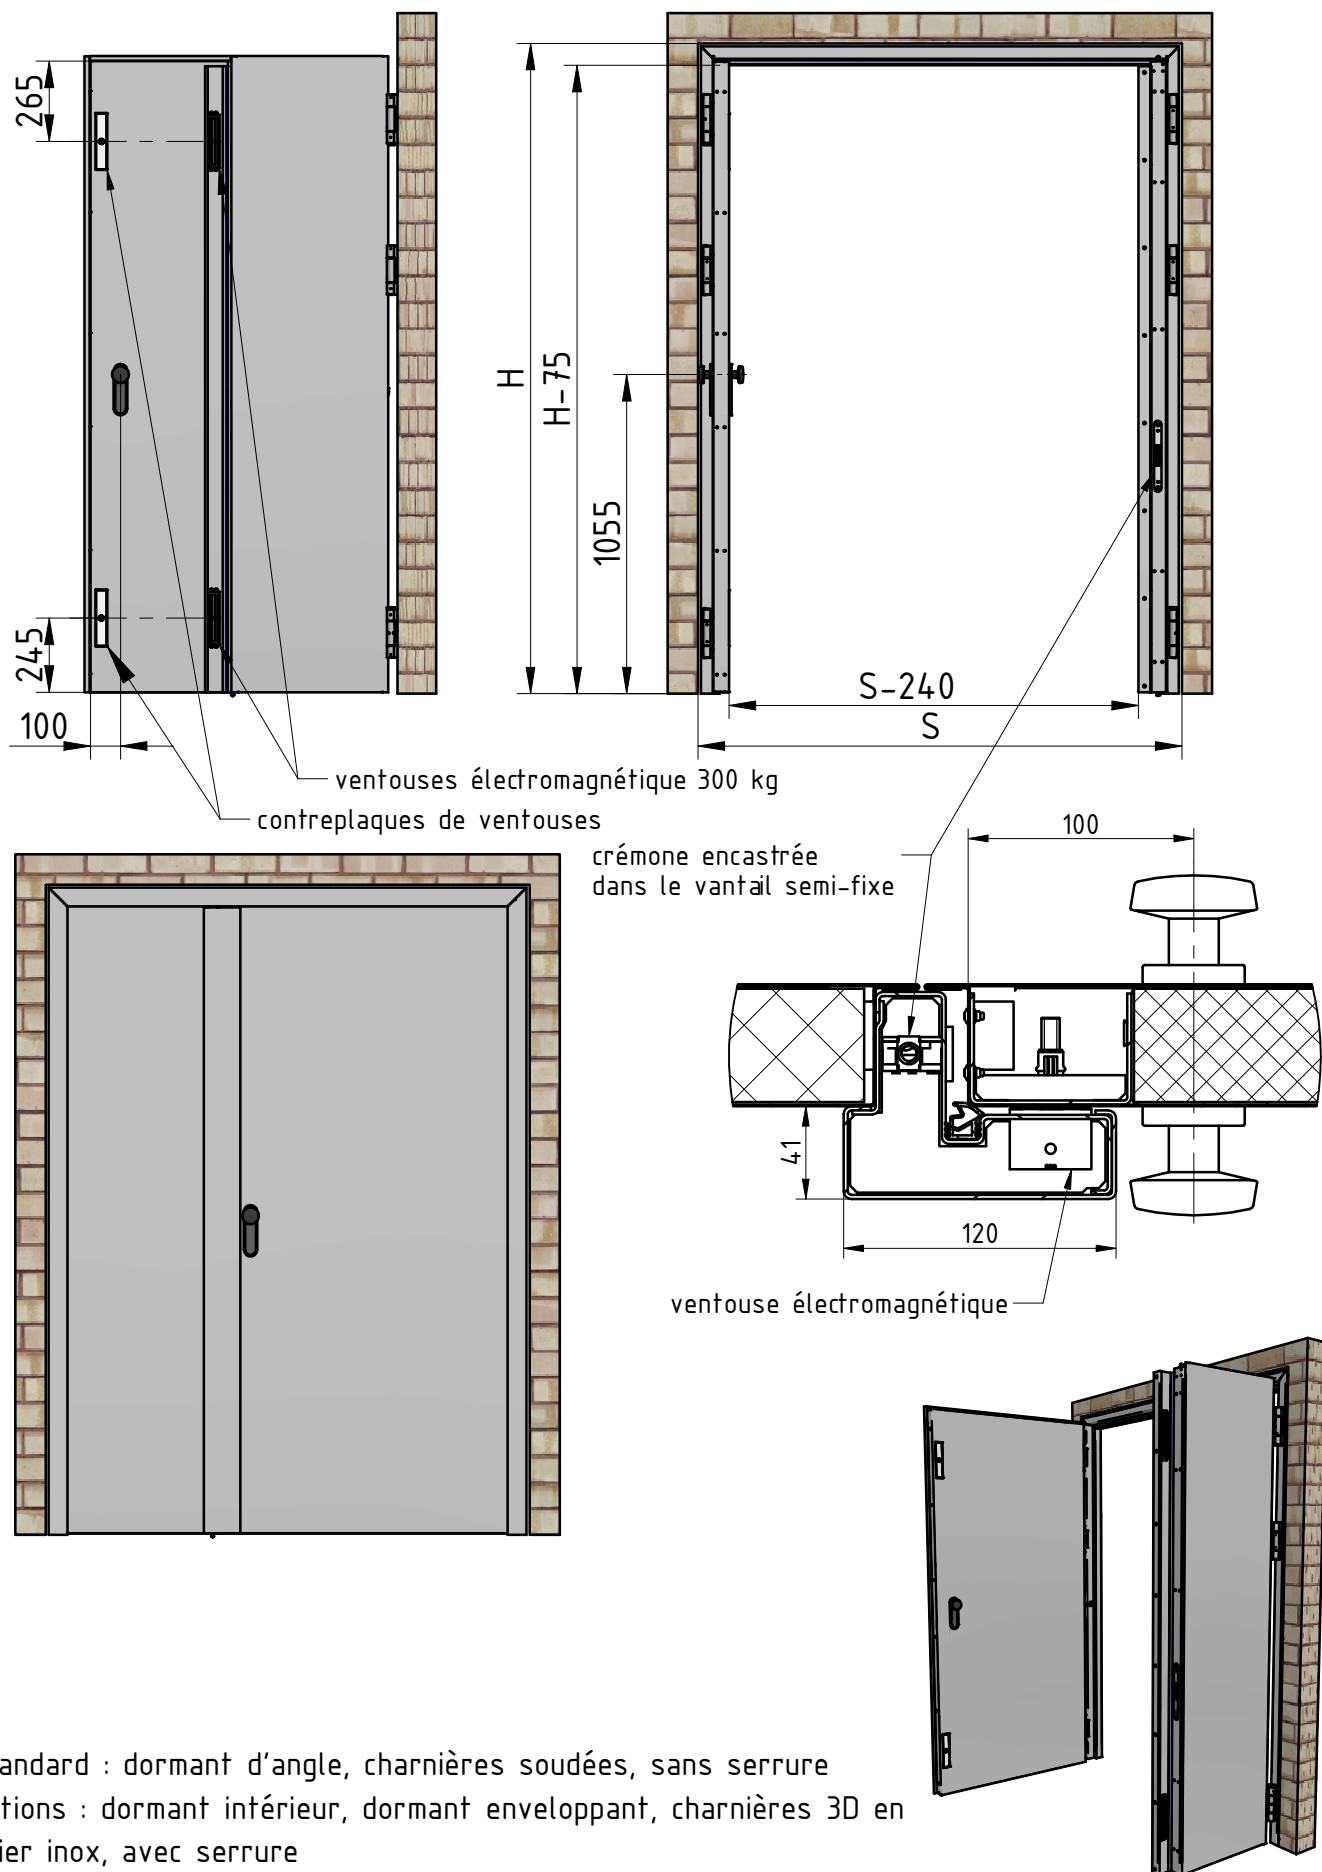 265
245
100
H
H-75
1055
S-240
S
ventouses électromagnétique 300 kg
contreplaques de ventouses
crémone encastrée
dans le vantail semi-fixe
100
41
120
ventouse électromagnétique
andard : dormant d'angle, charnières soudées, sans serrure
tions : dormant intérieur, dormant enveloppant, charnières 3D en
ier inox, avec serrure